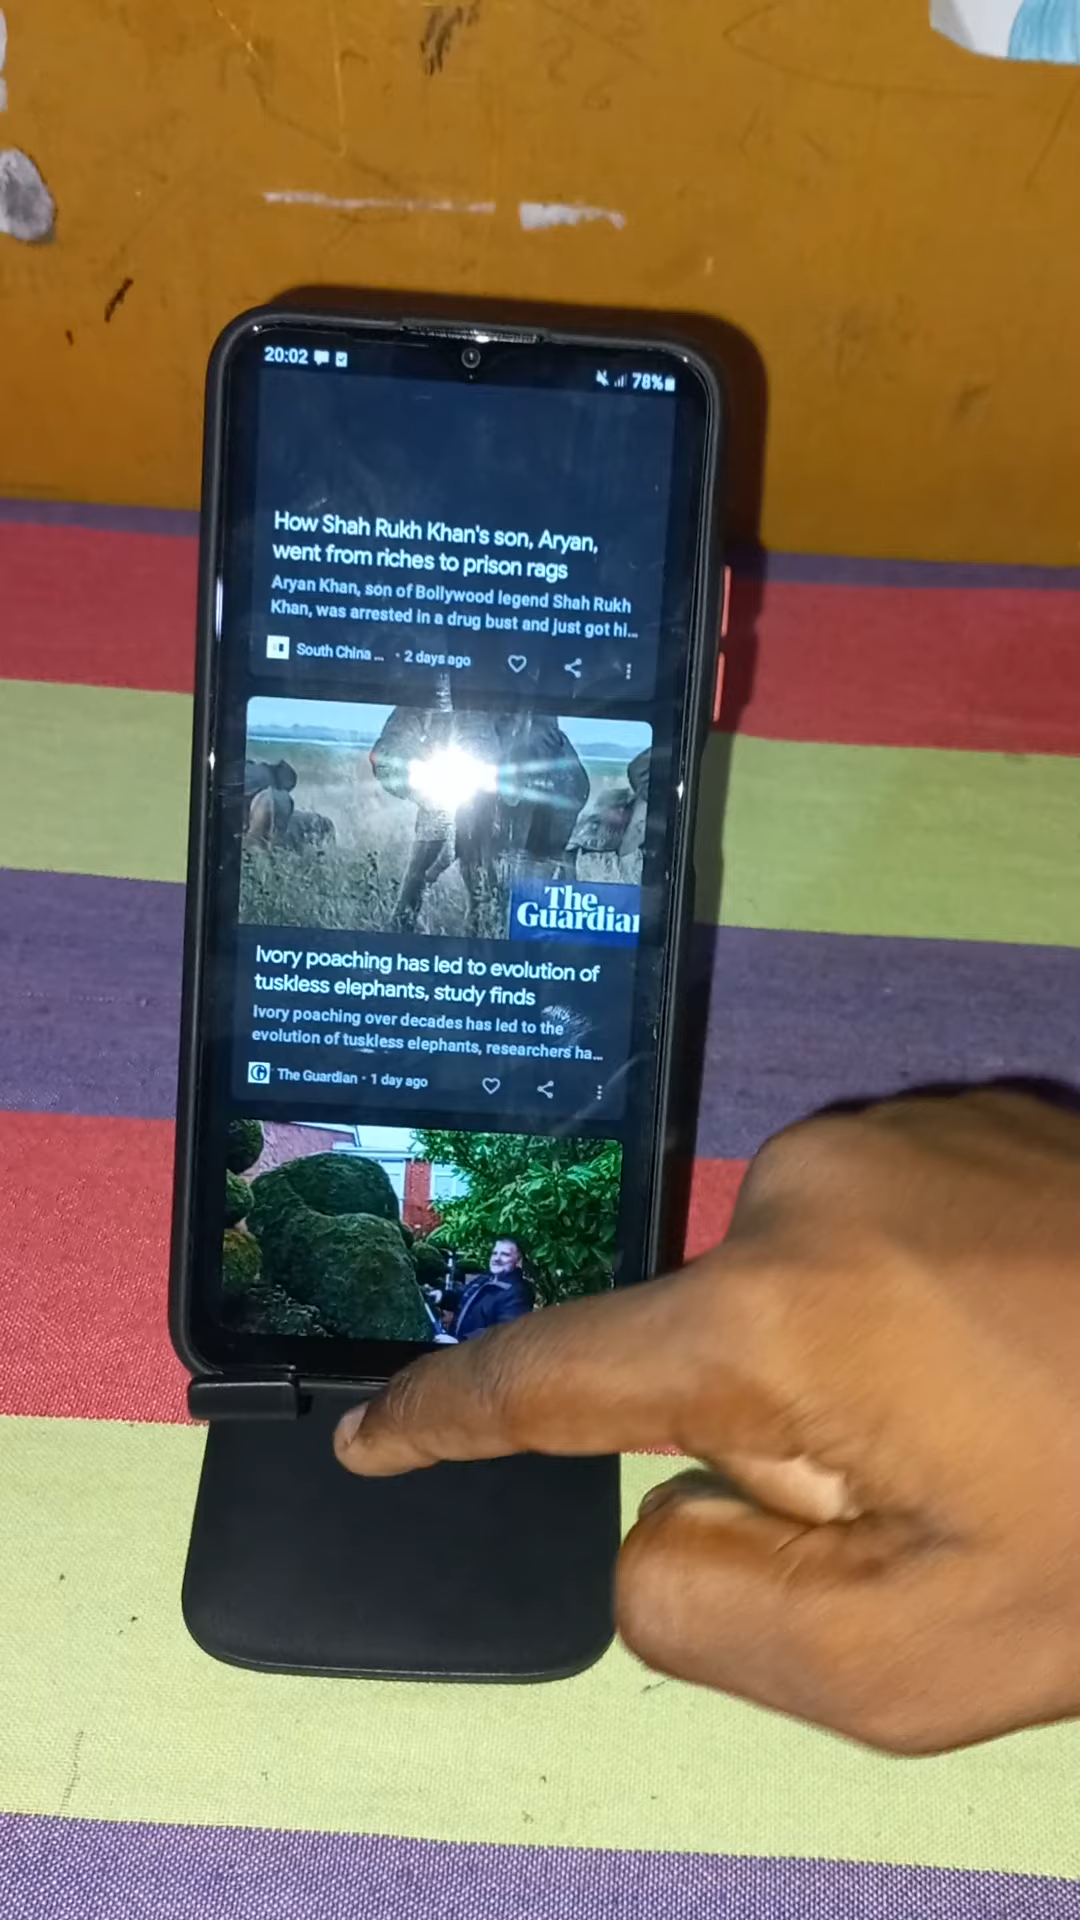 20:02
78%
How Shah Rukh Khan's son, Aryan,
went from riches to prison rags
Aryan Khan, son of Bollywood legend Shah Rukh
Khan, was arrested in a drug bust and just got hi...
South China ... · 2 days ago
The
Guardian
Ivory poaching has led to evolution of
tuskless elephants, study finds
Ivory poaching over decades has led to the
evolution of tuskless elephants, researchers ha...
The Guardian · 1 day ago